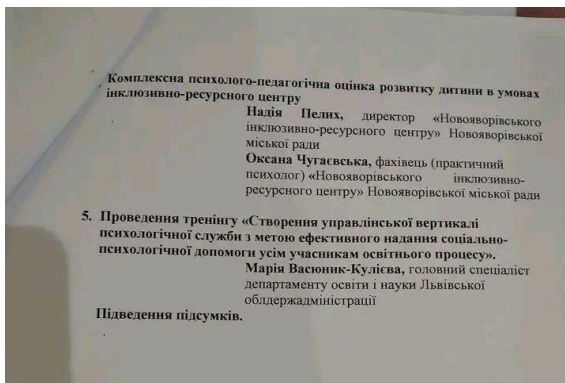 Комплексна психолого-педагогічна оцінка розвитку дитини в умовах
інклюзивно-ресурсного центру
Надія Пелих, директор «Новояворівського
інклюзивно-ресурсного центру» Новояворівської
міської ради
Оксана Чугаєвська, фахівець (практичний
психолог) «Новояворівського інклюзивно-
ресурсного центру» Новояворівської міської ради
5. Проведення тренінгу «Створення управлінської вертикалі
психологічної служби з метою ефективного надання соціально-
психологічної допомоги усім учасникам освітнього процесу».
Марія Васюник-Кулієва, головний спеціаліст
департаменту освіти і науки Львівської
облдержадміністрації
Підведення підсумків.